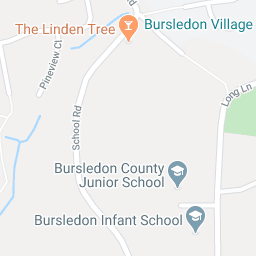 Bursledon Village
The Linden Tree
Pineview Cl
Long Ln
School Rd
Bursledon County
Junior School
Bursledon Infant School